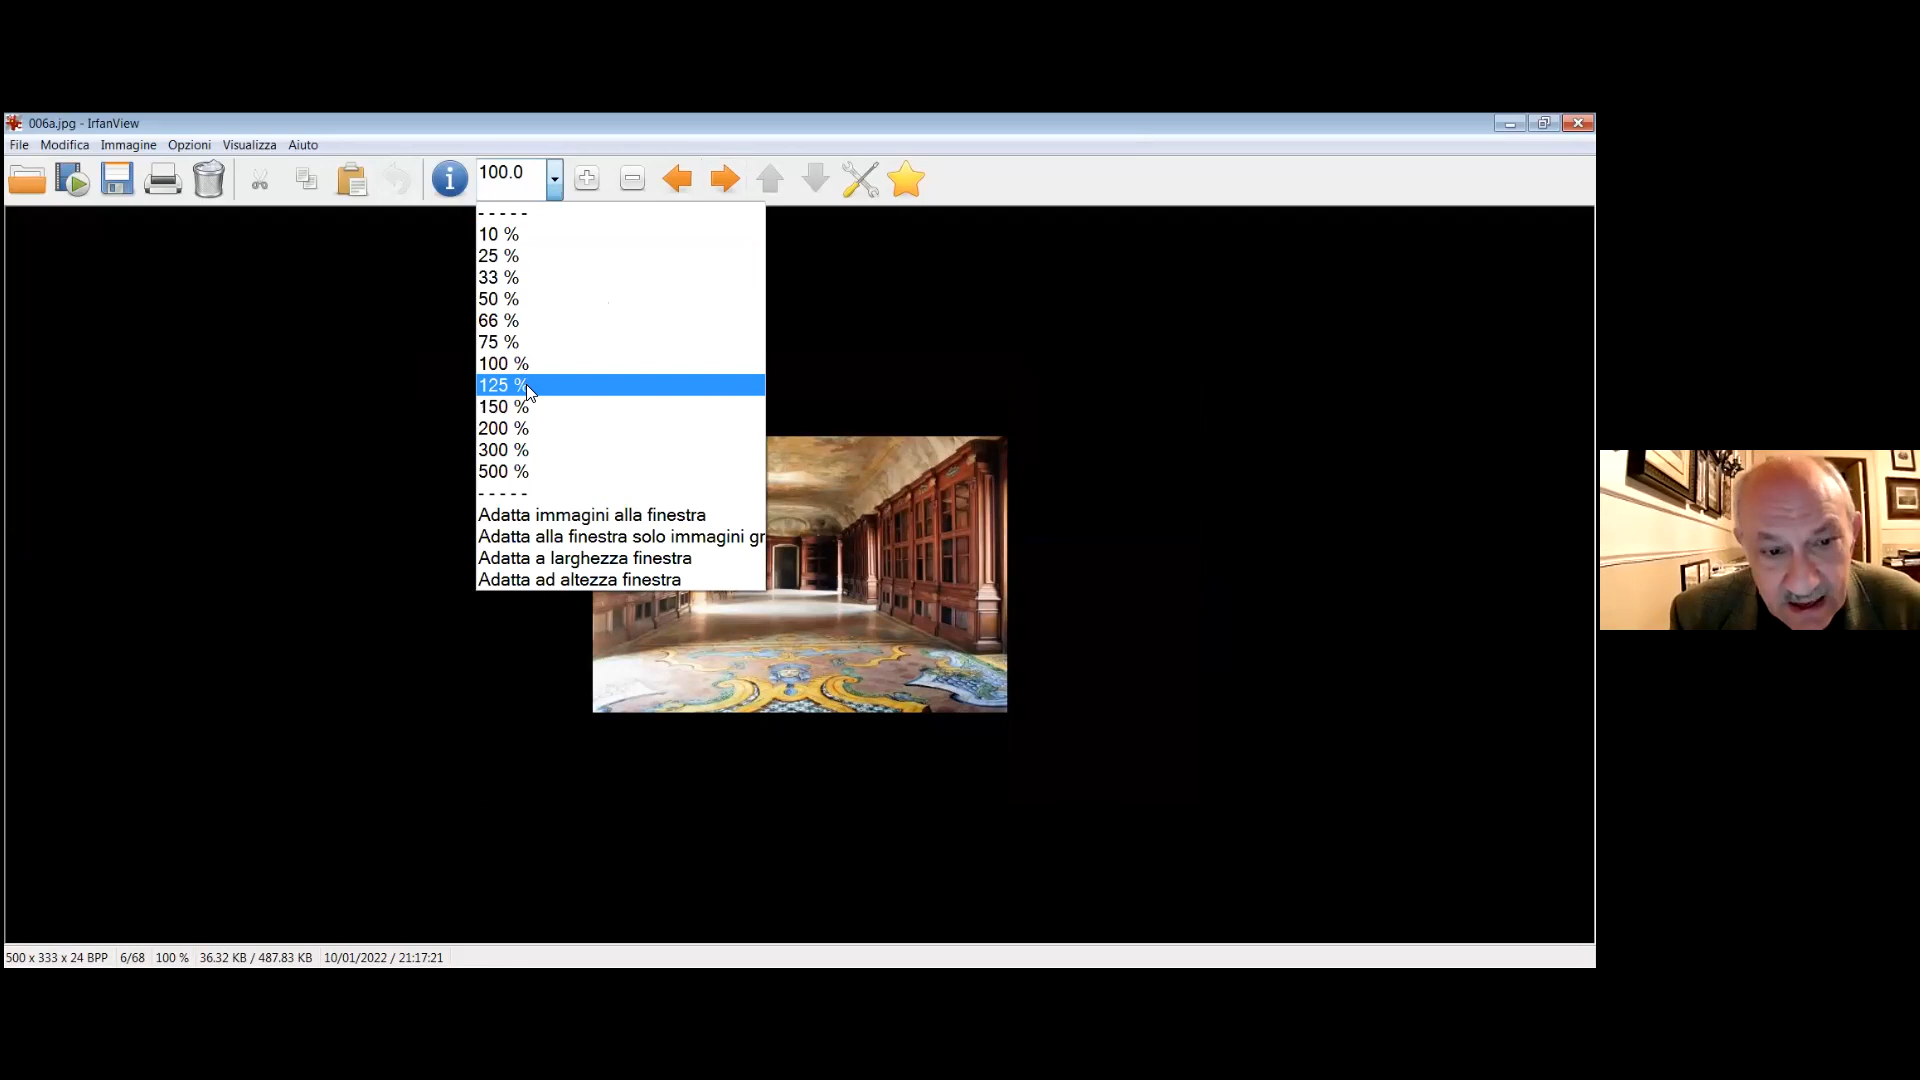 006a.jpg - IrfanView
File Modifica Immagine Opzioni Visualizza Aiuto
100.0
- - - - -
10 %
25 %
33 %
50 %
66 %
75 %
100 %
125 %
150 %
200 %
300 %
500 %
- - - - -
Adatta immagini alla finestra
Adatta alla finestra solo immagini gr
Adatta a larghezza finestra
Adatta ad altezza finestra
500 x 333 x 24 BPP 6/68 100 % 36.32 KB / 487.83 KB 10/01/2022 / 21:17:21